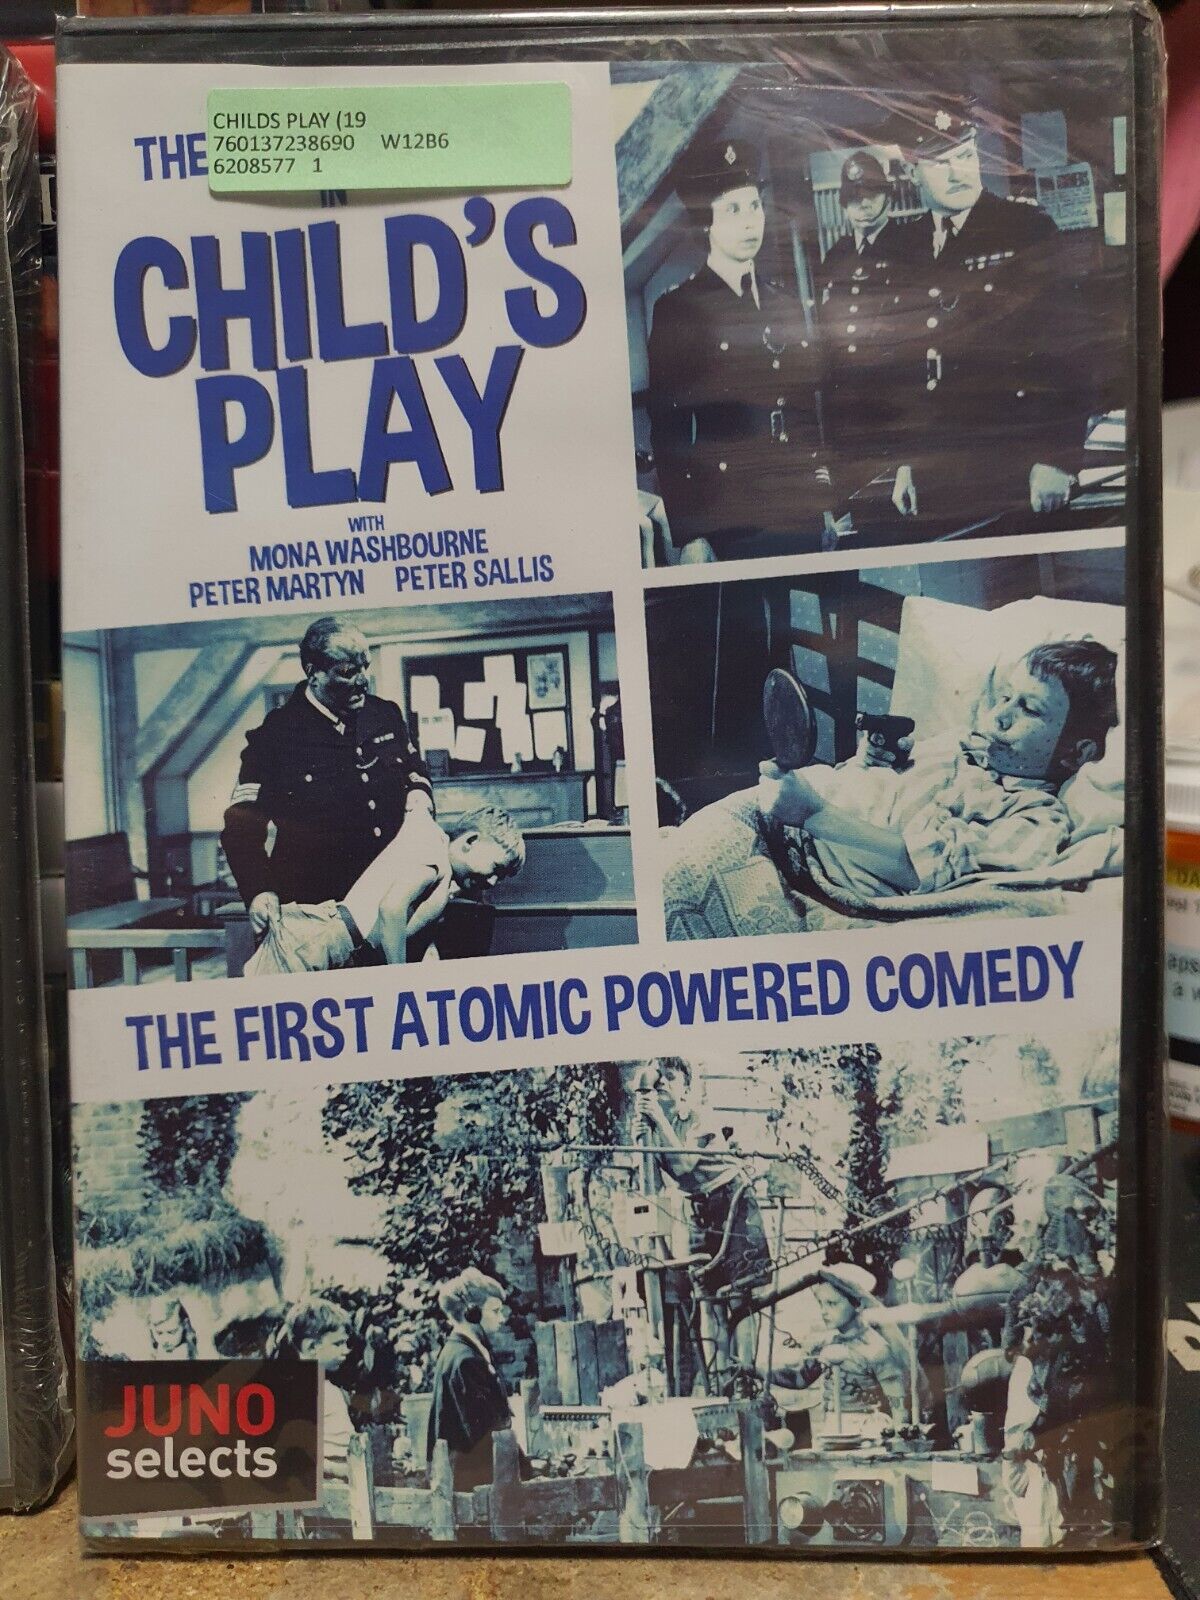 CHILDS PLAY (19
760137238690 W12B6
6208577 1
THE
IN
CHILD'S
PLAY
WITH
MONA WASHBOURNE
PETER MARTYN PETER SALLIS
THE FIRST ATOMIC POWERED COMEDY
JUNO
selects